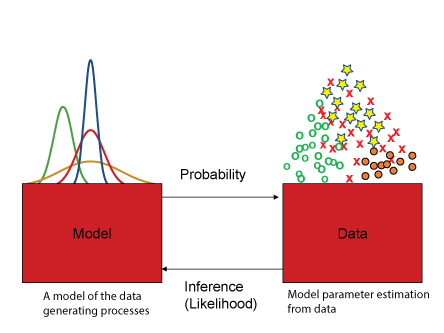 Probability
Model
Data
Inference
(Likelihood)
A model of the data
generating processes
Model parameter estimation
from data